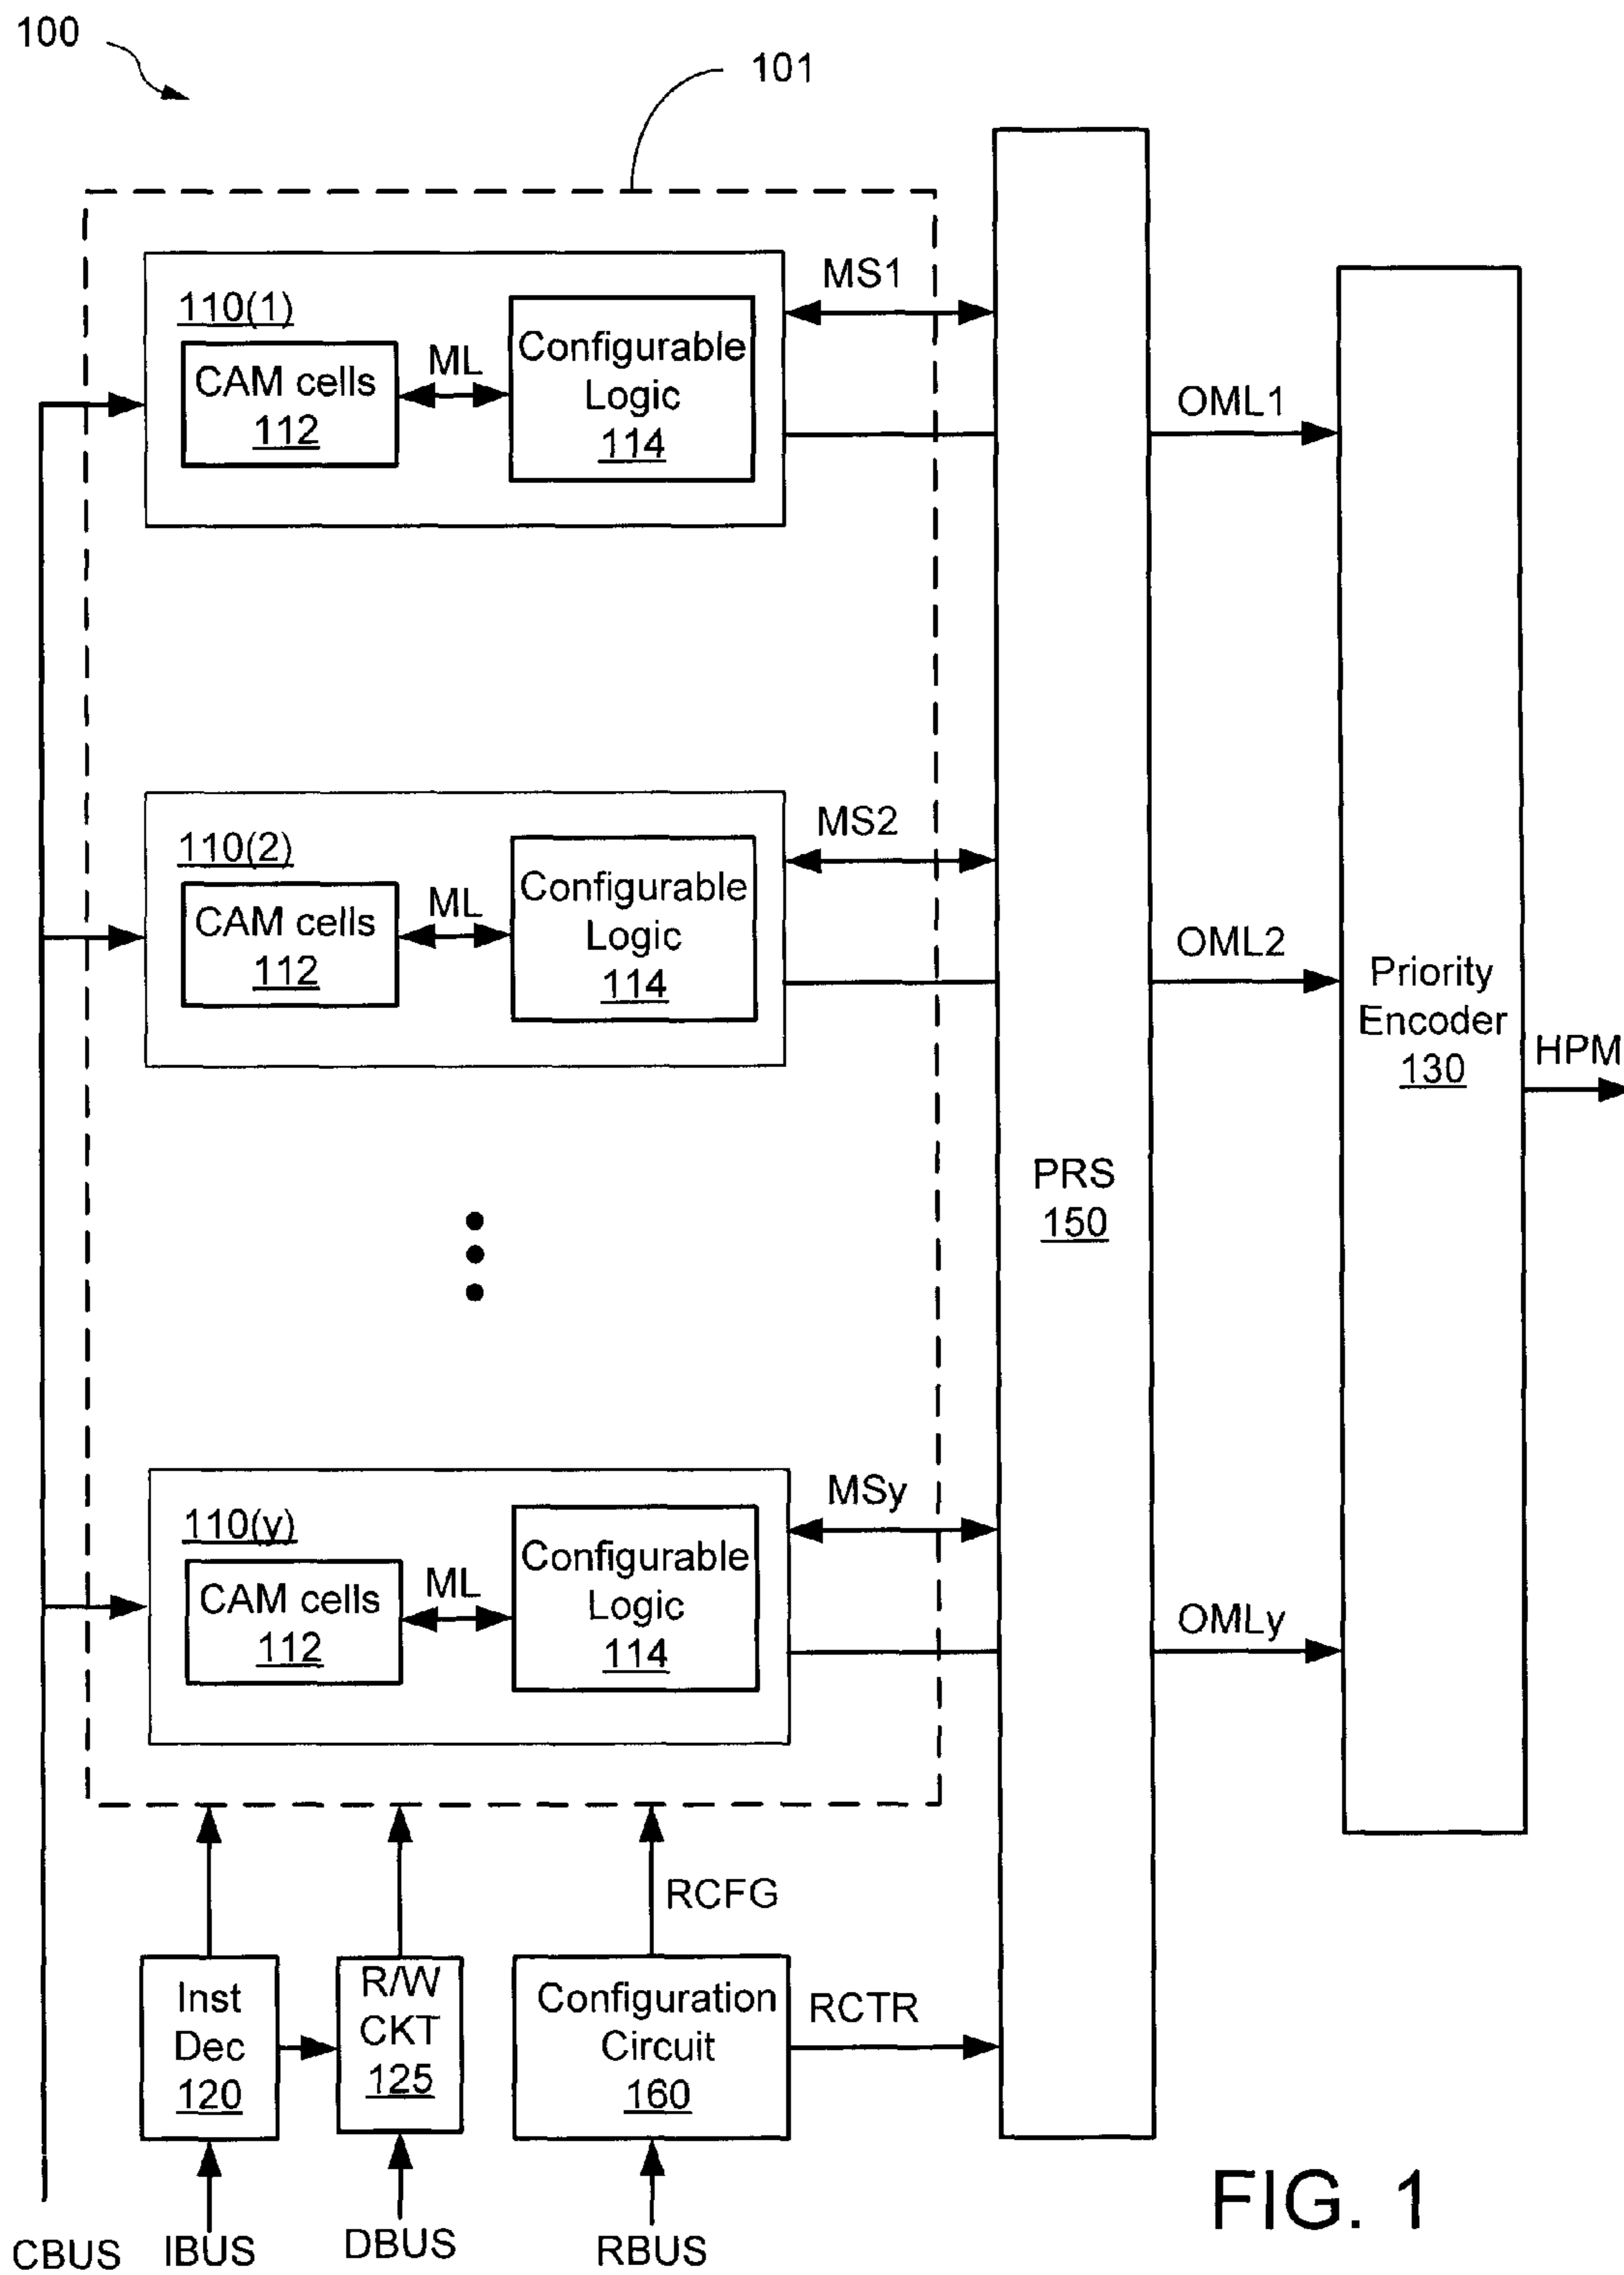 100
101
110(1)
CAM cells
112
ML
Configurable
Logic
114
MS1
OML1
110(2)
CAM cells
112
ML
Configurable
Logic
114
MS2
OML2
Priority
Encoder
130
HPM
PRS
150
110(y)
CAM cells
112
ML
Configurable
Logic
114
MSy
OMLy
RCFG
Inst
Dec
120
R/W
CKT
125
Configuration
Circuit
160
RCTR
CBUS
IBUS
DBUS
RBUS
FIG. 1